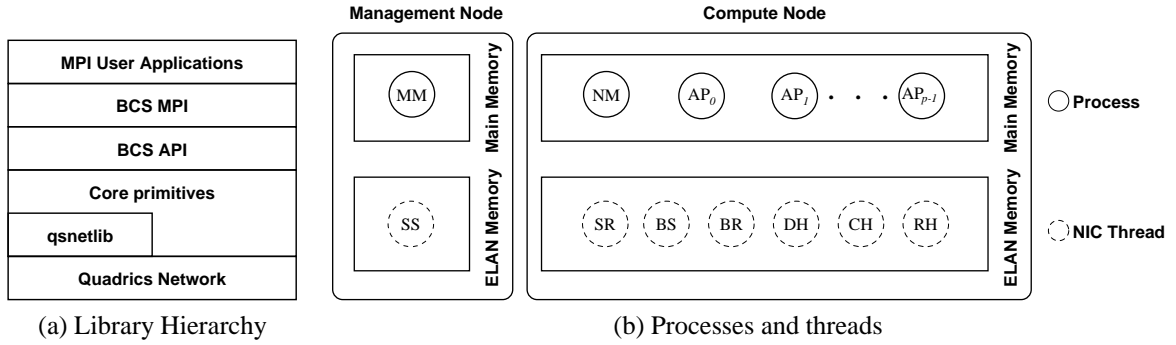 Management Node
Compute Node
MPI User Applications
BCS MPI
BCS API
Core primitives
qsnetlib
Quadrics Network
MM
Main Memory
SS
ELAN Memory
NM
AP0
AP1
. . .
APp-1
Main Memory
SR
BS
BR
DH
CH
RH
ELAN Memory
Process
NIC Thread
(a) Library Hierarchy
(b) Processes and threads